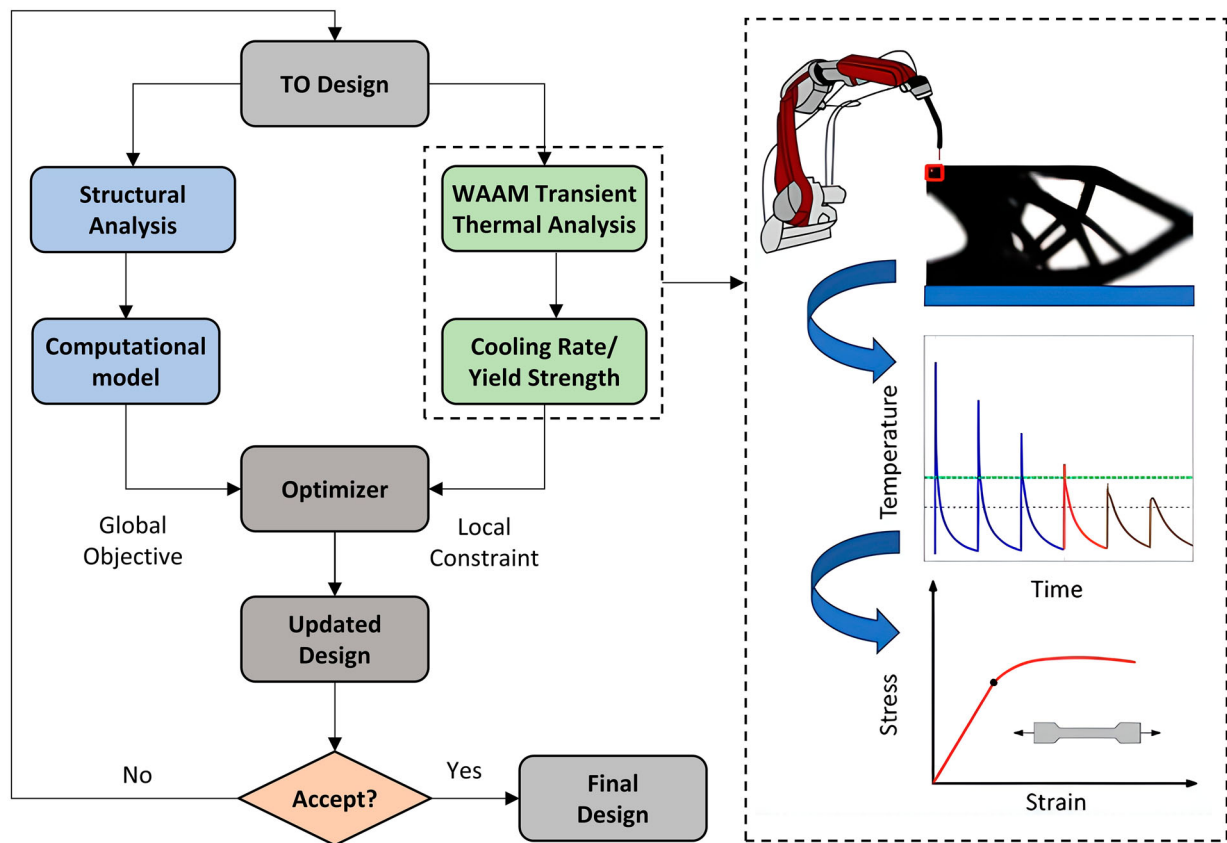 TO Design
Structural
Analysis
WAAM Transient
Thermal Analysis
Computational
model
Cooling Rate/
Yield Strength
Optimizer
Global
Objective
Local
Constraint
Updated
Design
No
Accept?
Yes
Final
Design
Temperature
Time
Stress
Strain